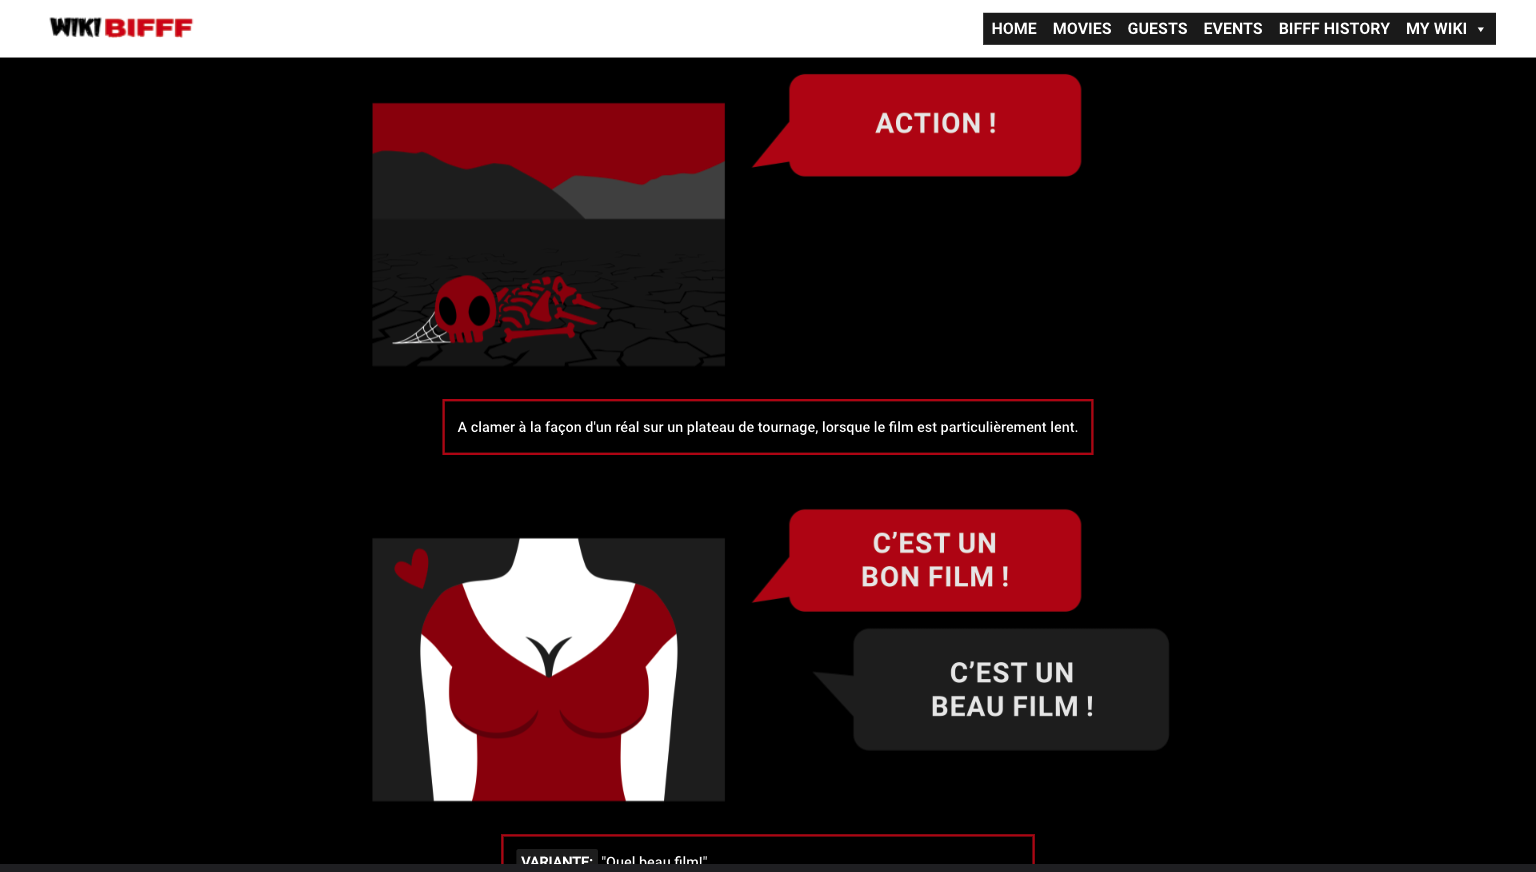 WIKI BIFFF
HOME MOVIES GUESTS EVENTS BIFFF HISTORY MY WIKI
ACTION !
A clamer à la façon d'un réal sur un plateau de tournage, lorsque le film est particulièrement lent.
C'EST UN
BON FILM !
C'EST UN
BEAU FILM !
VARIANTE: "Quel beau film!"